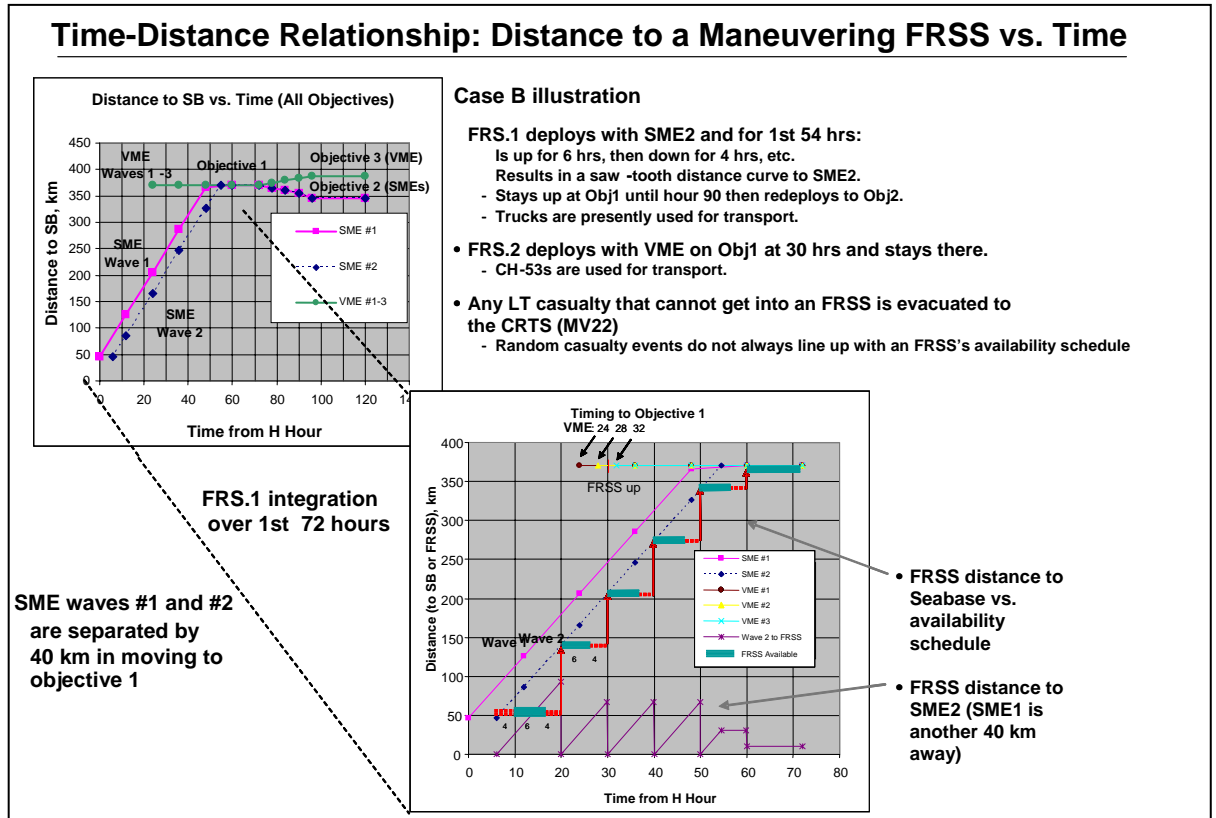 Time-Distance Relationship: Distance to a Maneuvering FRSS vs. Time
Distance to SB vs. Time (All Objectives)
Distance to SB, km
450
400
350
300
250
200
150
100
50
0
VME
Waves 1 -3
Objective 1
Objective 3 (VME)
Objective 2 (SMEs)
SME
Wave 1
SME
Wave 2
SME #1
SME #2
VME #1-3
0 20 40 60 80 100 120 14
Time from H Hour
Case B illustration
FRS.1 deploys with SME2 and for 1st 54 hrs:
Is up for 6 hrs, then down for 4 hrs, etc.
Results in a saw -tooth distance curve to SME2.
- Stays up at Obj1 until hour 90 then redeploys to Obj2.
- Trucks are presently used for transport.
• FRS.2 deploys with VME on Obj1 at 30 hrs and stays there.
- CH-53s are used for transport.
• Any LT casualty that cannot get into an FRSS is evacuated to
the CRTS (MV22)
- Random casualty events do not always line up with an FRSS's availability schedule
FRS.1 integration
over 1st 72 hours
SME waves #1 and #2
are separated by
40 km in moving to
objective 1
Timing to Objective 1
VME: 24 28 32
Distance (to SB or FRSS), km
400
350
300
250
200
150
100
50
0
FRSS up
Wave 1
Wave 2
6 4
4 6 4
SME #1
SME #2
VME #1
VME #2
VME #3
Wave 2 to FRSS
FRSS Available
0 10 20 30 40 50 60 70 80
Time from H Hour
• FRSS distance to
Seabase vs.
availability
schedule
• FRSS distance to
SME2 (SME1 is
another 40 km
away)